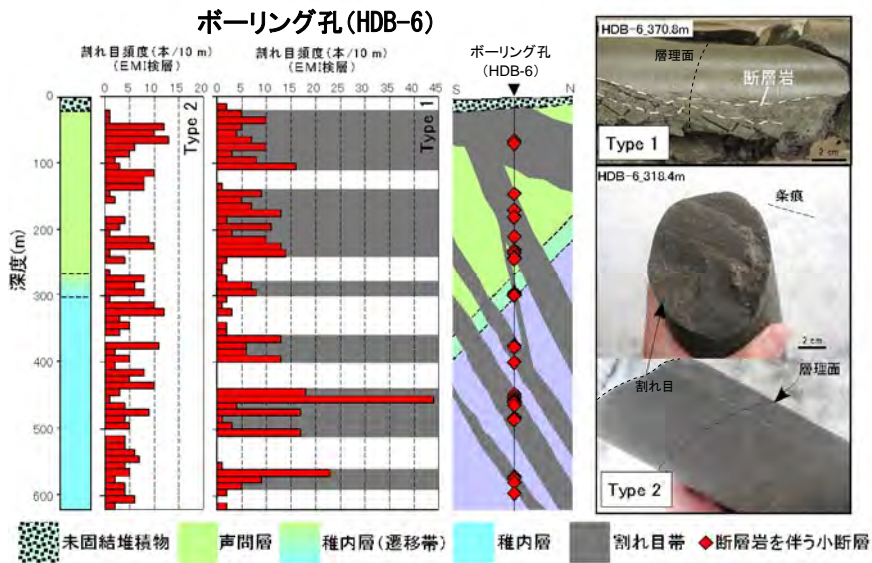 ボーリング孔(HDB-6)
割れ目頻度(本/10 m)
(EMI検層)
0 5 10 15 20
Type 2
割れ目頻度(本/10 m)
(EMI検層)
0 5 10 15 20 25 30 35 40 45
Type 1
ボーリング孔
(HDB-6)
S
N
深度(m)
0
100
200
300
400
500
600
HDB-6_370.8m
層理面
断層岩
Type 1
2 cm
HDB-6_318.4m
条痕
2 cm
割れ目
層理面
Type 2
未固結堆積物
声問層
稚内層(遷移帯)
稚内層
割れ目帯
断層岩を伴う小断層